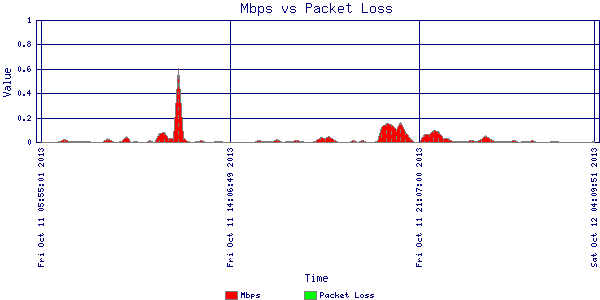 Mbps vs Packet Loss
1
0.8
0.6
0.4
0.2
0
Value
Fri Oct 11 05:55:01 2013
Fri Oct 11 14:06:49 2013
Fri Oct 11 21:07:00 2013
Sat Oct 12 04:09:51 2013
Time
Mbps
Packet Loss